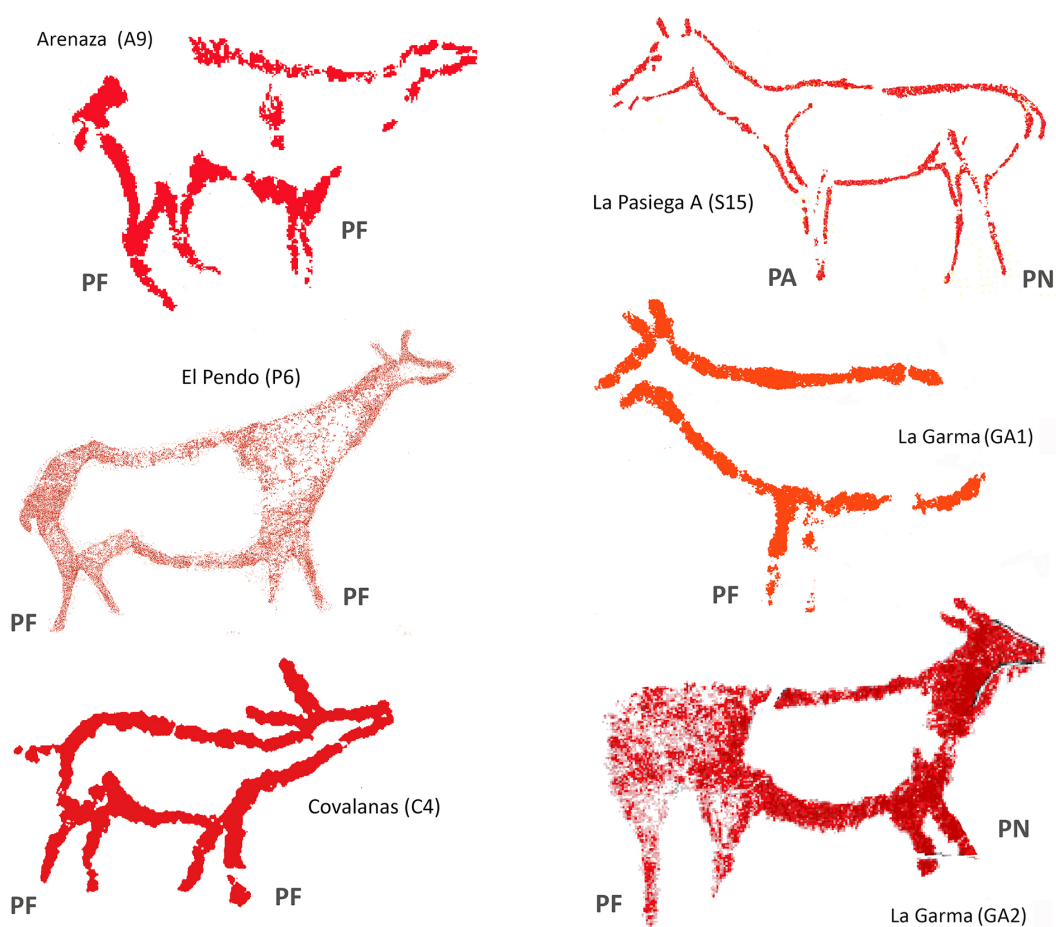 Arenaza (A9)
PF
PF
La Pasiega A (S15)
PA
PN
El Pendo (P6)
PF
PF
La Garma (GA1)
PF
Covalanas (C4)
PF
PF
PN
PF
La Garma (GA2)